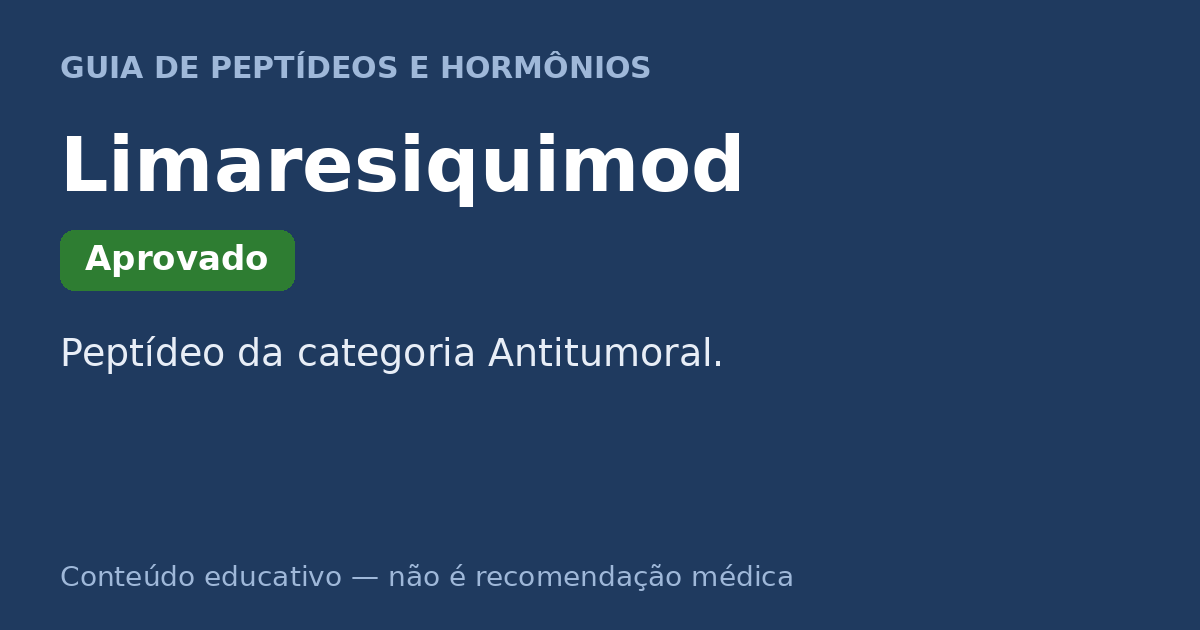 GUIA DE PEPTÍDEOS E HORMÔNIOS
Limaresiquimod
Aprovado
Peptídeo da categoria Antitumoral.
Conteúdo educativo — não é recomendação médica